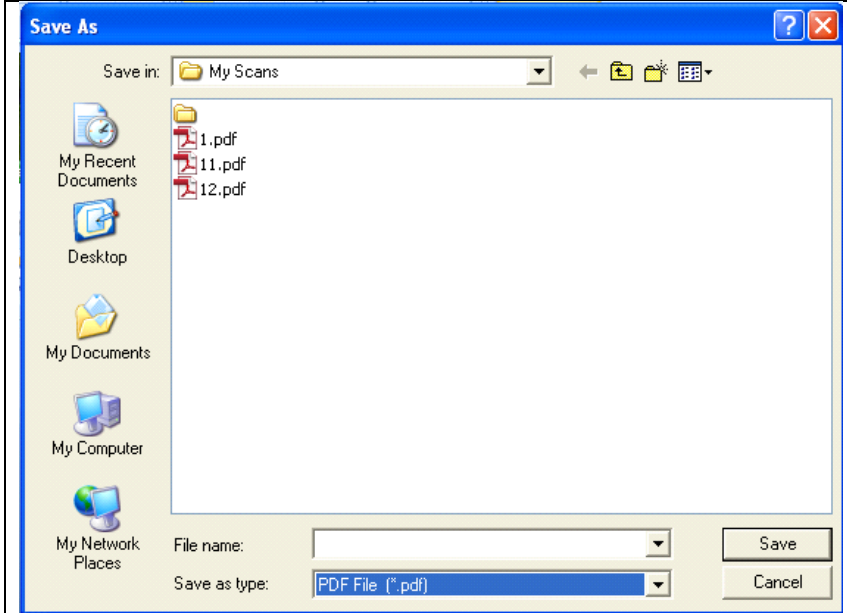 Save As
Save in: My Scans
1.pdf
11.pdf
12.pdf
My Recent
Documents
Desktop
My Documents
My Computer
My Network
Places
File name:
Save
Save as type: PDF File (*.pdf)
Cancel